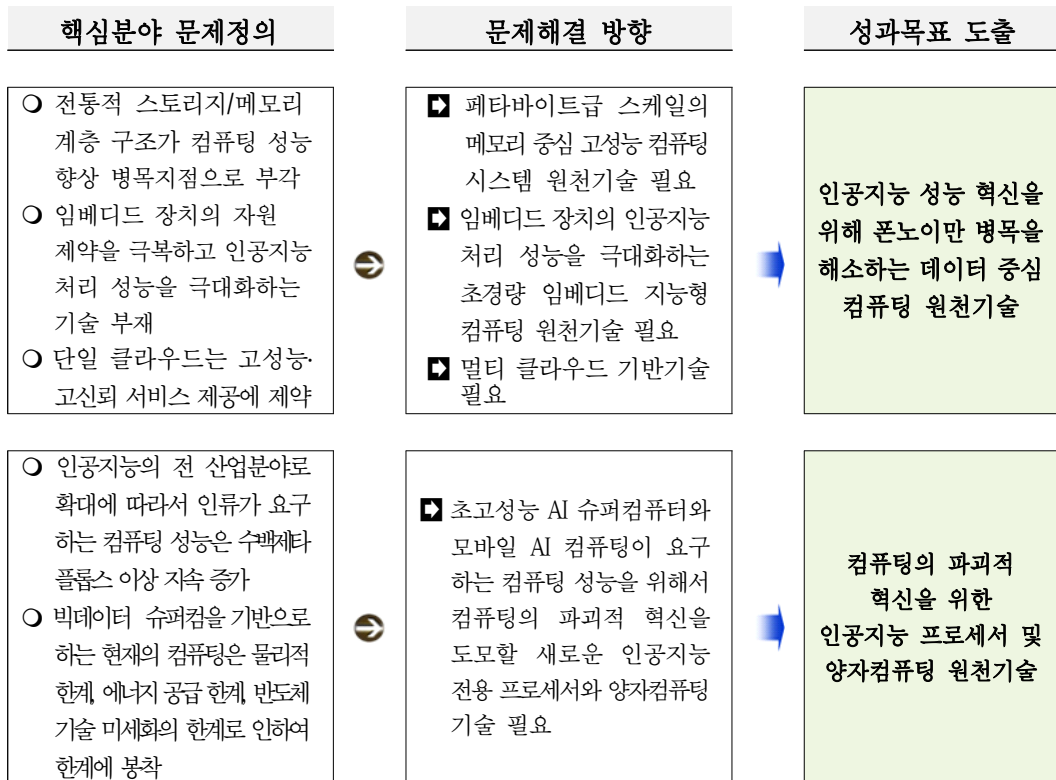 핵심분야 문제정의
문제해결 방향
성과목표 도출
❍ 전통적 스토리지/메모리
계층 구조가 컴퓨팅 성능
향상 병목지점으로 부각
❍ 임베디드 장치의 자원
제약을 극복하고 인공지능
처리 성능을 극대화하는
기술 부재
❍ 단일 클라우드는 고성능·
고신뢰 서비스 제공에 제약
페타바이트급 스케일의
메모리 중심 고성능 컴퓨팅
시스템 원천기술 필요
임베디드 장치의 인공지능
처리 성능을 극대화하는
초경량 임베디드 지능형
컴퓨팅 원천기술 필요
멀티 클라우드 기반기술
필요
인공지능 성능 혁신을
위해 폰노이만 병목을
해소하는 데이터 중심
컴퓨팅 원천기술
❍ 인공지능의 전 산업분야로
확대에 따라서 인류가 요구
하는 컴퓨팅 성능은 수백제타
플롭스 이상 지속 증가
❍ 빅데이터 슈퍼컴을 기반으로
하는 현재의 컴퓨팅은 물리적
한계, 에너지 공급 한계, 반도체
기술 미세화의 한계로 인하여
한계에 봉착
초고성능 AI 슈퍼컴퓨터와
모바일 AI 컴퓨팅이 요구
하는 컴퓨팅 성능을 위해서
컴퓨팅의 파괴적 혁신을
도모할 새로운 인공지능
전용 프로세서와 양자컴퓨팅
기술 필요
컴퓨팅의 파괴적
혁신을 위한
인공지능 프로세서 및
양자컴퓨팅 원천기술